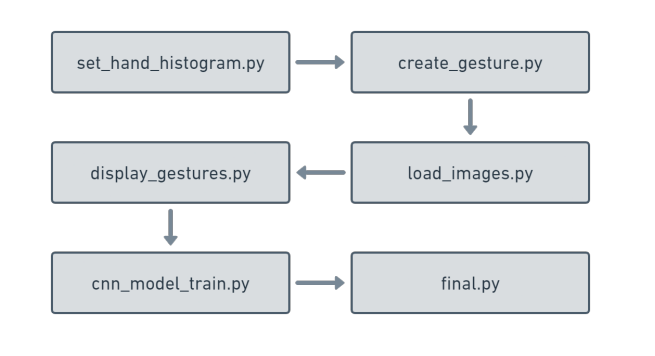 set_hand_histogram.py
create_gesture.py
load_images.py
display_gestures.py
cnn_model_train.py
final.py